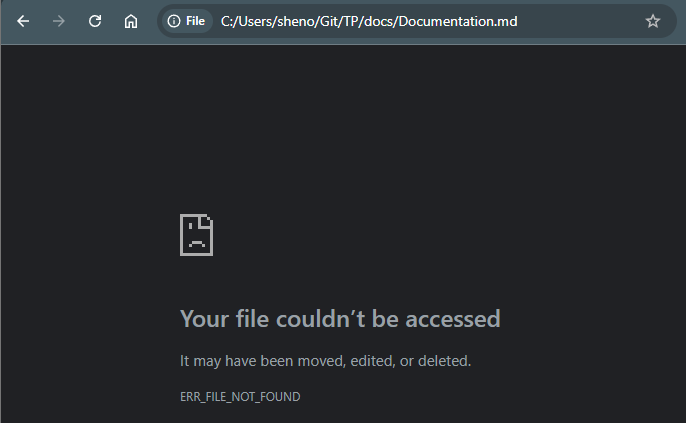 File C:/Users/sheno/Git/TP/docs/Documentation.md
Your file couldn’t be accessed
It may have been moved, edited, or deleted.
ERR_FILE_NOT_FOUND